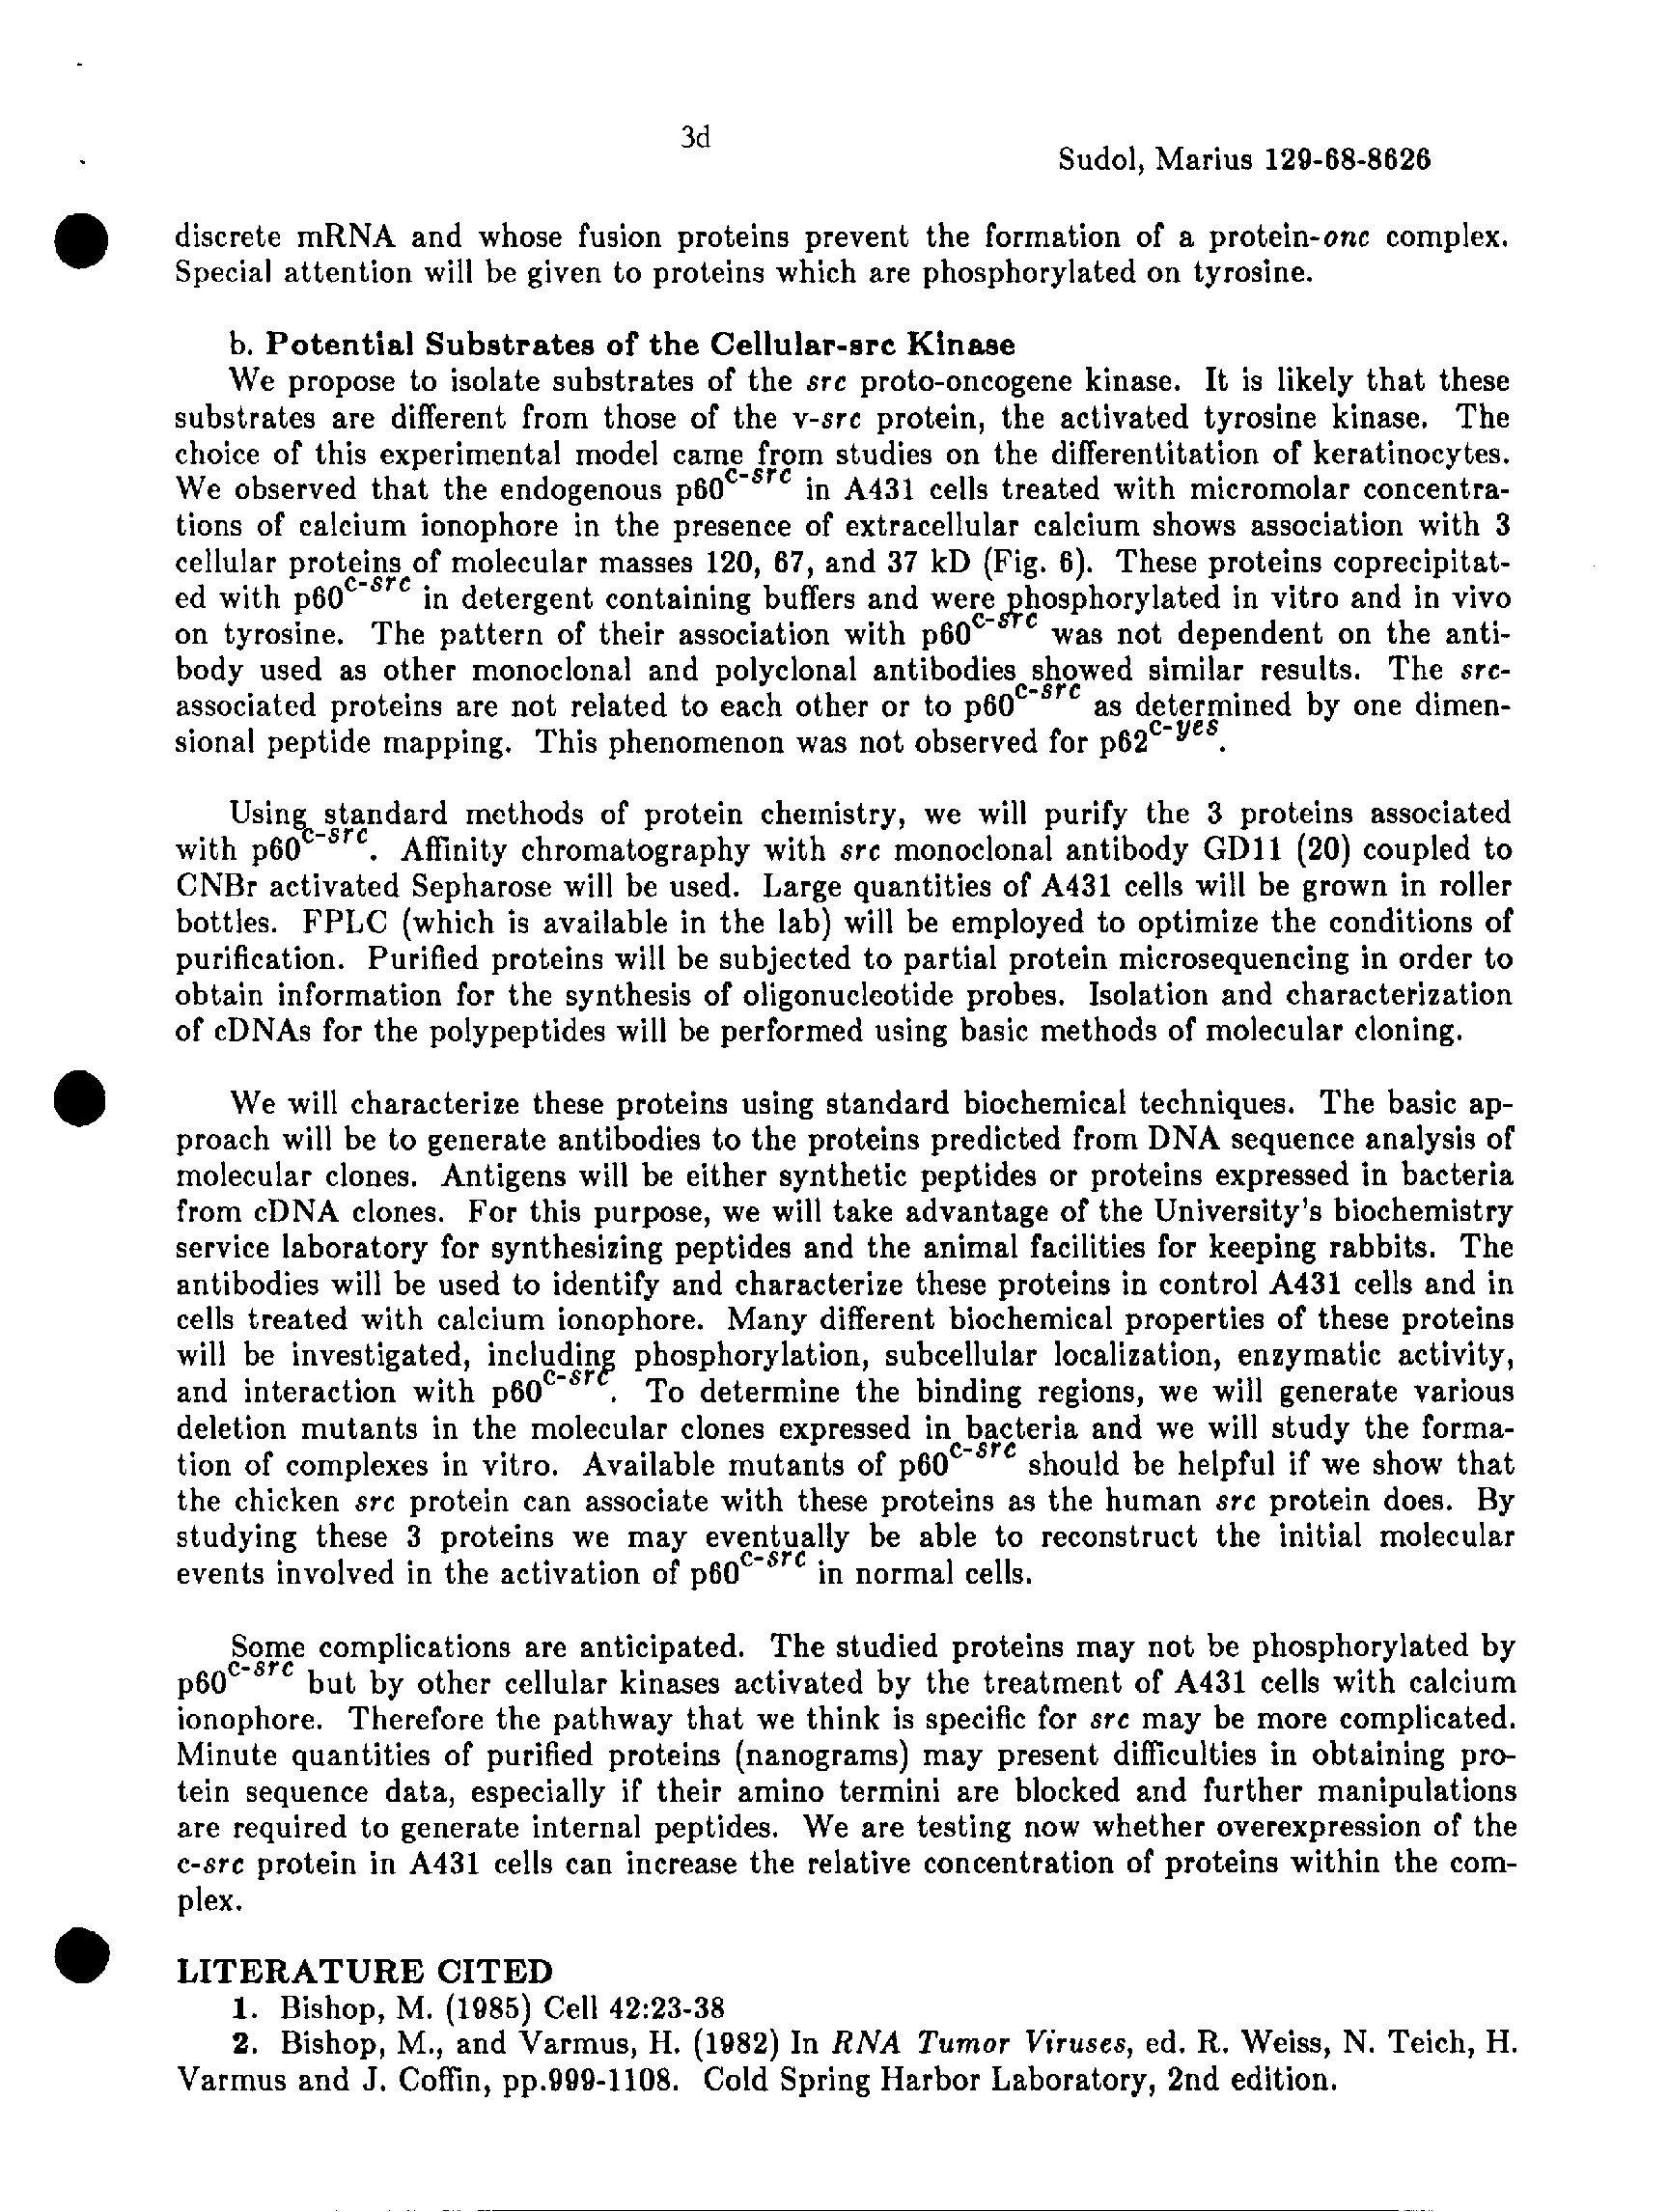 3d
Sudol, Marius 129-68-8626
discrete mRNA and whose fusion proteins prevent the formation of a protein-onc complex.
Special attention will be given to proteins which are phosphorylated on tyrosine.
b. Potential Substrates of the Cellular-src Kinase
We propose to isolate substrates of the src proto-oncogene kinase. It is likely that these
substrates are different from those of the v-src protein, the activated tyrosine kinase. The
choice of this experimental model came from studies on the differentitation of keratinocytes.
We observed that the endogenous p60c-src in A431 cells treated with micromolar concentra-
tions of calcium ionophore in the presence of extracellular calcium shows association with 3
cellular proteins of molecular masses 120, 67, and 37 kD (Fig. 6). These proteins coprecipitat-
ed with p60c-src in detergent containing buffers and were phosphorylated in vitro and in vivo
on tyrosine. The pattern of their association with p60c-src was not dependent on the anti-
body used as other monoclonal and polyclonal antibodies showed similar results. The src-
associated proteins are not related to each other or to p60c-src as determined by one dimen-
sional peptide mapping. This phenomenon was not observed for p62c-yes.
Using standard methods of protein chemistry, we will purify the 3 proteins associated
with p60c-src. Affinity chromatography with src monoclonal antibody GD11 (20) coupled to
CNBr activated Sepharose will be used. Large quantities of A431 cells will be grown in roller
bottles. FPLC (which is available in the lab) will be employed to optimize the conditions of
purification. Purified proteins will be subjected to partial protein microsequencing in order to
obtain information for the synthesis of oligonucleotide probes. Isolation and characterization
of cDNAs for the polypeptides will be performed using basic methods of molecular cloning.
We will characterize these proteins using standard biochemical techniques. The basic ap-
proach will be to generate antibodies to the proteins predicted from DNA sequence analysis of
molecular clones. Antigens will be either synthetic peptides or proteins expressed in bacteria
from cDNA clones. For this purpose, we will take advantage of the University's biochemistry
service laboratory for synthesizing peptides and the animal facilities for keeping rabbits. The
antibodies will be used to identify and characterize these proteins in control A431 cells and in
cells treated with calcium ionophore. Many different biochemical properties of these proteins
will be investigated, including phosphorylation, subcellular localization, enzymatic activity,
and interaction with p60c-src. To determine the binding regions, we will generate various
deletion mutants in the molecular clones expressed in bacteria and we will study the forma-
tion of complexes in vitro. Available mutants of p60c-src should be helpful if we show that
the chicken src protein can associate with these proteins as the human src protein does. By
studying these 3 proteins we may eventually be able to reconstruct the initial molecular
events involved in the activation of p60c-src in normal cells.
Some complications are anticipated. The studied proteins may not be phosphorylated by
p60c-src but by other cellular kinases activated by the treatment of A431 cells with calcium
ionophore. Therefore the pathway that we think is specific for src may be more complicated.
Minute quantities of purified proteins (nanograms) may present difficulties in obtaining pro-
tein sequence data, especially if their amino termini are blocked and further manipulations
are required to generate internal peptides. We are testing now whether overexpression of the
c-src protein in A431 cells can increase the relative concentration of proteins within the com-
plex.
LITERATURE CITED
1. Bishop, M. (1985) Cell 42:23-38
2. Bishop, M., and Varmus, H. (1982) In RNA Tumor Viruses, ed. R. Weiss, N. Teich, H.
Varmus and J. Coffin, pp.999-1108. Cold Spring Harbor Laboratory, 2nd edition.